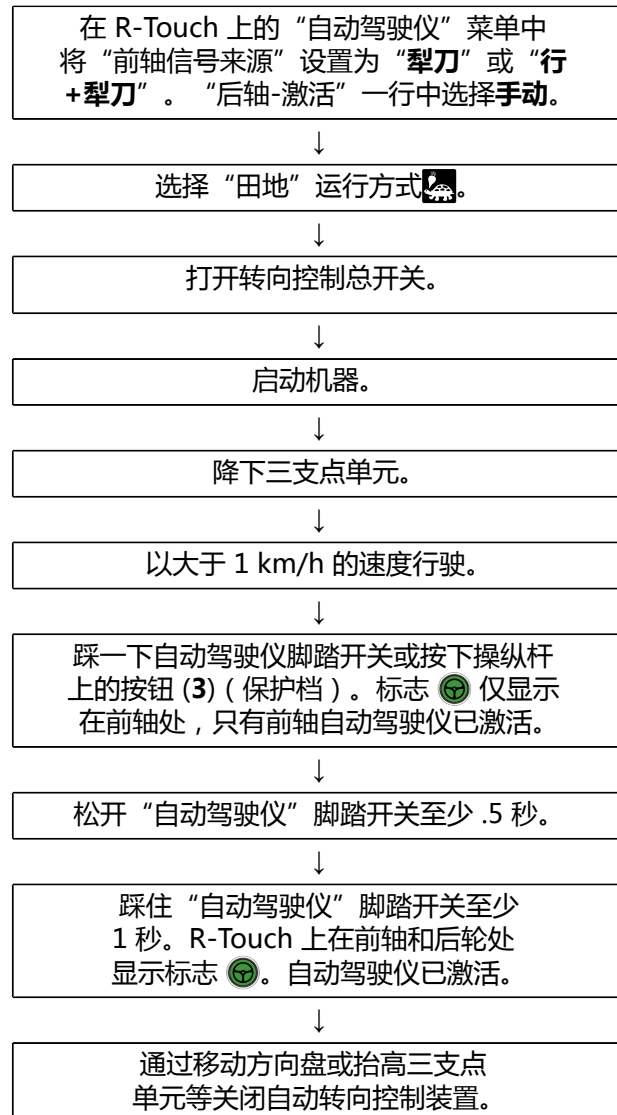 在 R-Touch 上的“自动驾驶仪”菜单中
将“前轴信号来源”设置为“犁刀”或“行
+犁刀”。“后轴-激活”一行中选择手动。
↓
选择“田地”运行方式。
↓
打开转向控制总开关。
↓
启动机器。
↓
降下三支点单元。
↓
以大于 1 km/h 的速度行驶。
↓
踩一下自动驾驶仪脚踏开关或按下操纵杆
上的按钮 (3)(保护档)。标志 仅显示
在前轴处,只有前轴自动驾驶仪已激活。
↓
松开“自动驾驶仪”脚踏开关至少 .5 秒。
↓
踩住“自动驾驶仪”脚踏开关至少
1 秒。R-Touch 上在前轴和后轮处
显示标志 。自动驾驶仪已激活。
↓
通过移动方向盘或抬高三支点
单元等关闭自动转向控制装置。